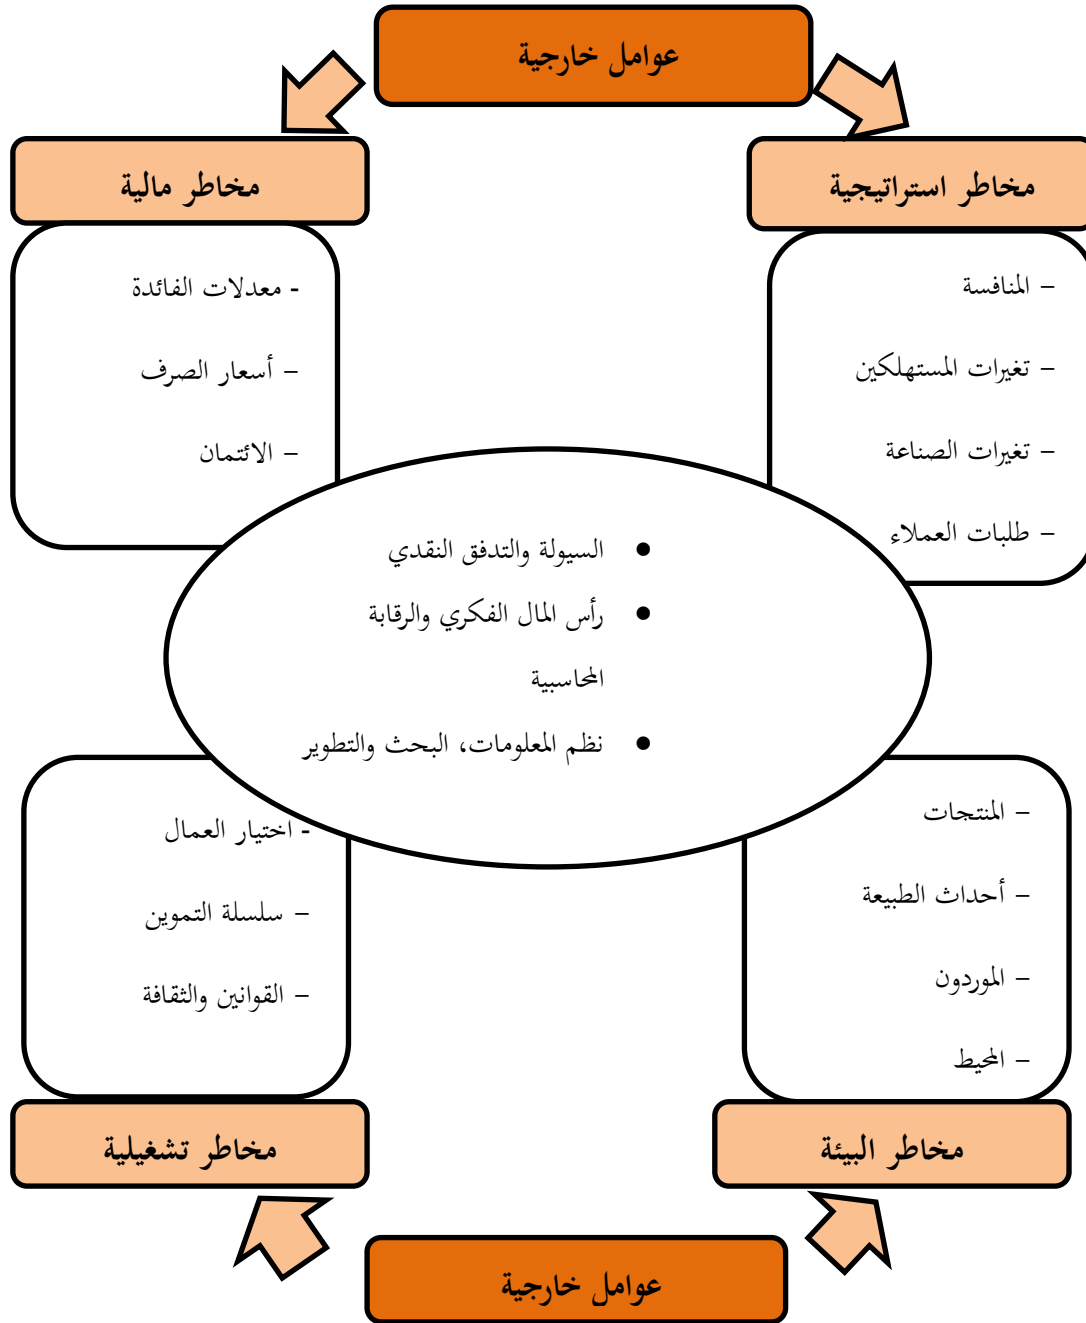 عوامل خارجية
مخاطر استراتيجية
– المنافسة
– تغيرات المستهلكين
– تغيرات الصناعة
– طلبات العملاء
مخاطر مالية
- معدلات الفائدة
– أسعار الصرف
– الائتمان
● السيولة والتدفق النقدي
● رأس المال الفكري والرقابة
المحاسبية
● نظم المعلومات، البحث والتطوير
– المنتجات
– أحداث الطبيعة
– الموردون
– المحيط
مخاطر البيئة
- اختيار العمال
– سلسلة التموين
– القوانين والثقافة
مخاطر تشغيلية
عوامل خارجية